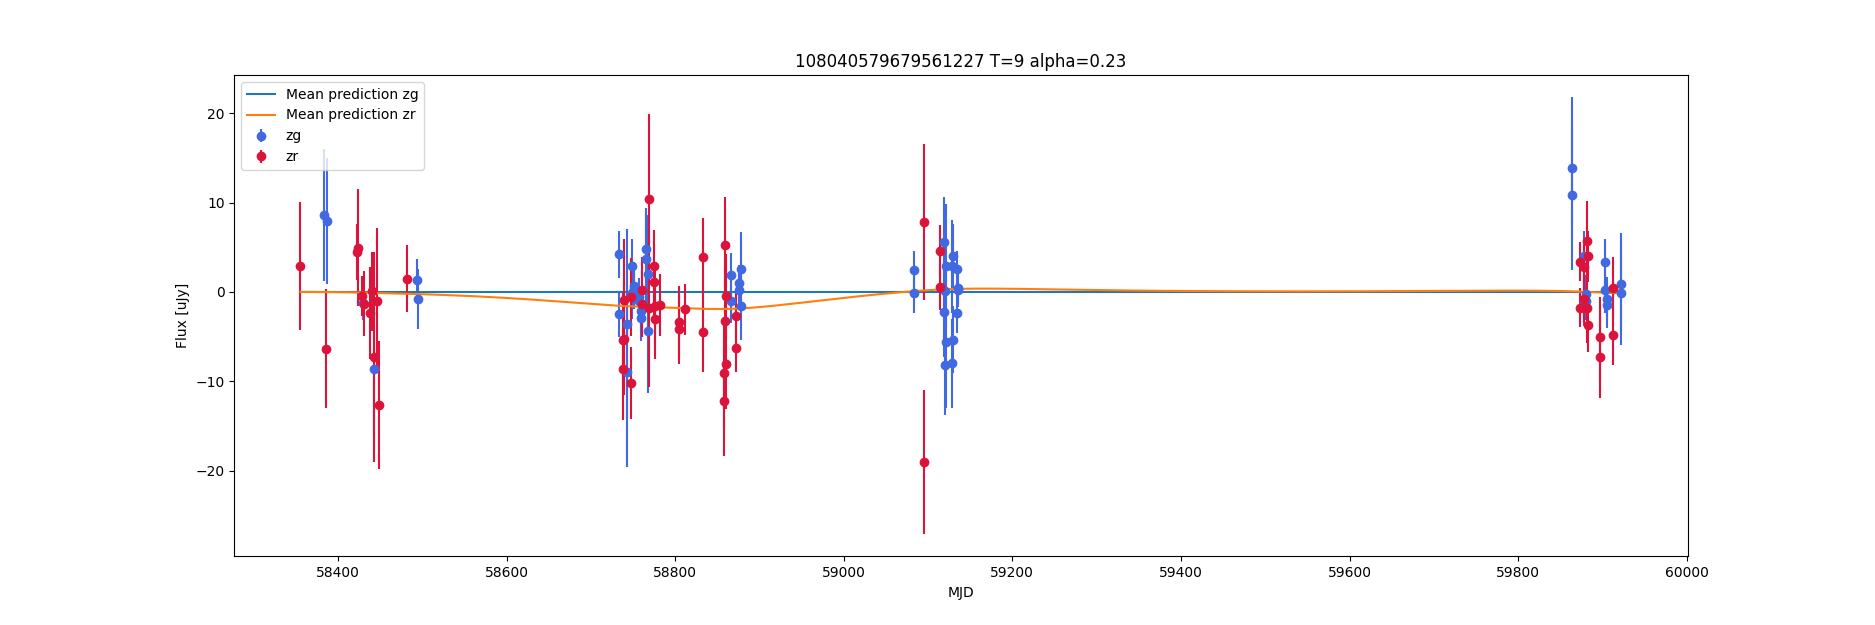 108040579679561227 T=9 alpha=0.23
Mean prediction zg
Mean prediction zr
zg
zr
Flux [uJy]
20
10
0
−10
−20
58400 58600 58800 59000 59200 59400 59600 59800 60000
MJD